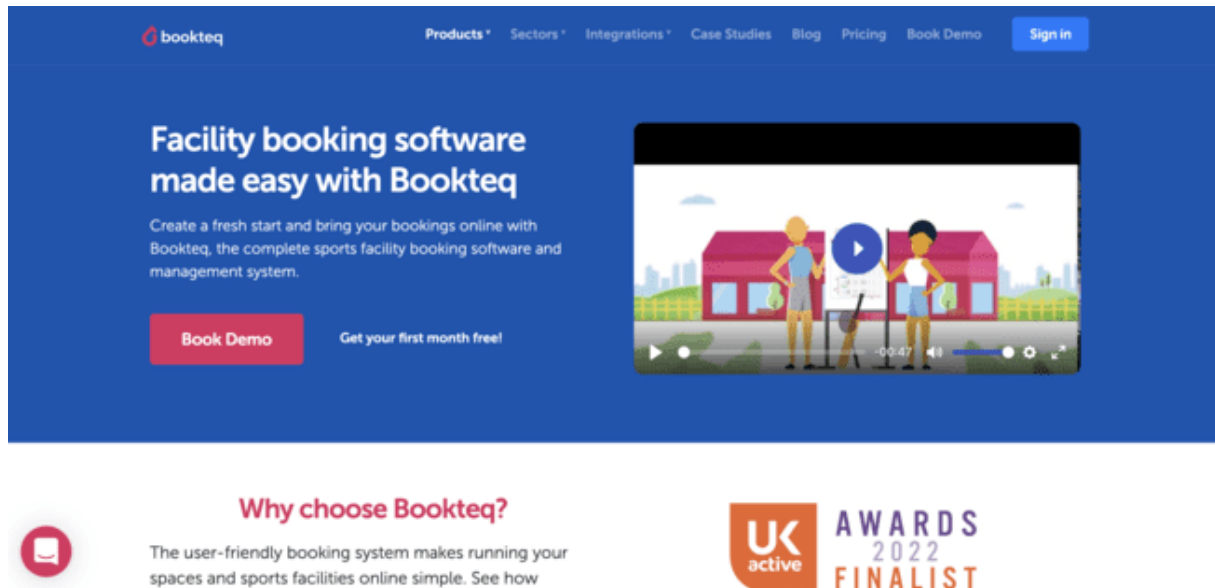 bookteq
Products
Sectors
Integrations
Case Studies
Blog
Pricing
Book Demo
Sign in
Facility booking software
made easy with Bookteq
Create a fresh start and bring your bookings online with
Bookteq, the complete sports facility booking software and
management system.
Book Demo
Get your first month free!
-00:47
Why choose Bookteq?
The user-friendly booking system makes running your
spaces and sports facilities online simple. See how
UK
active
AWARDS
2022
FINALIST